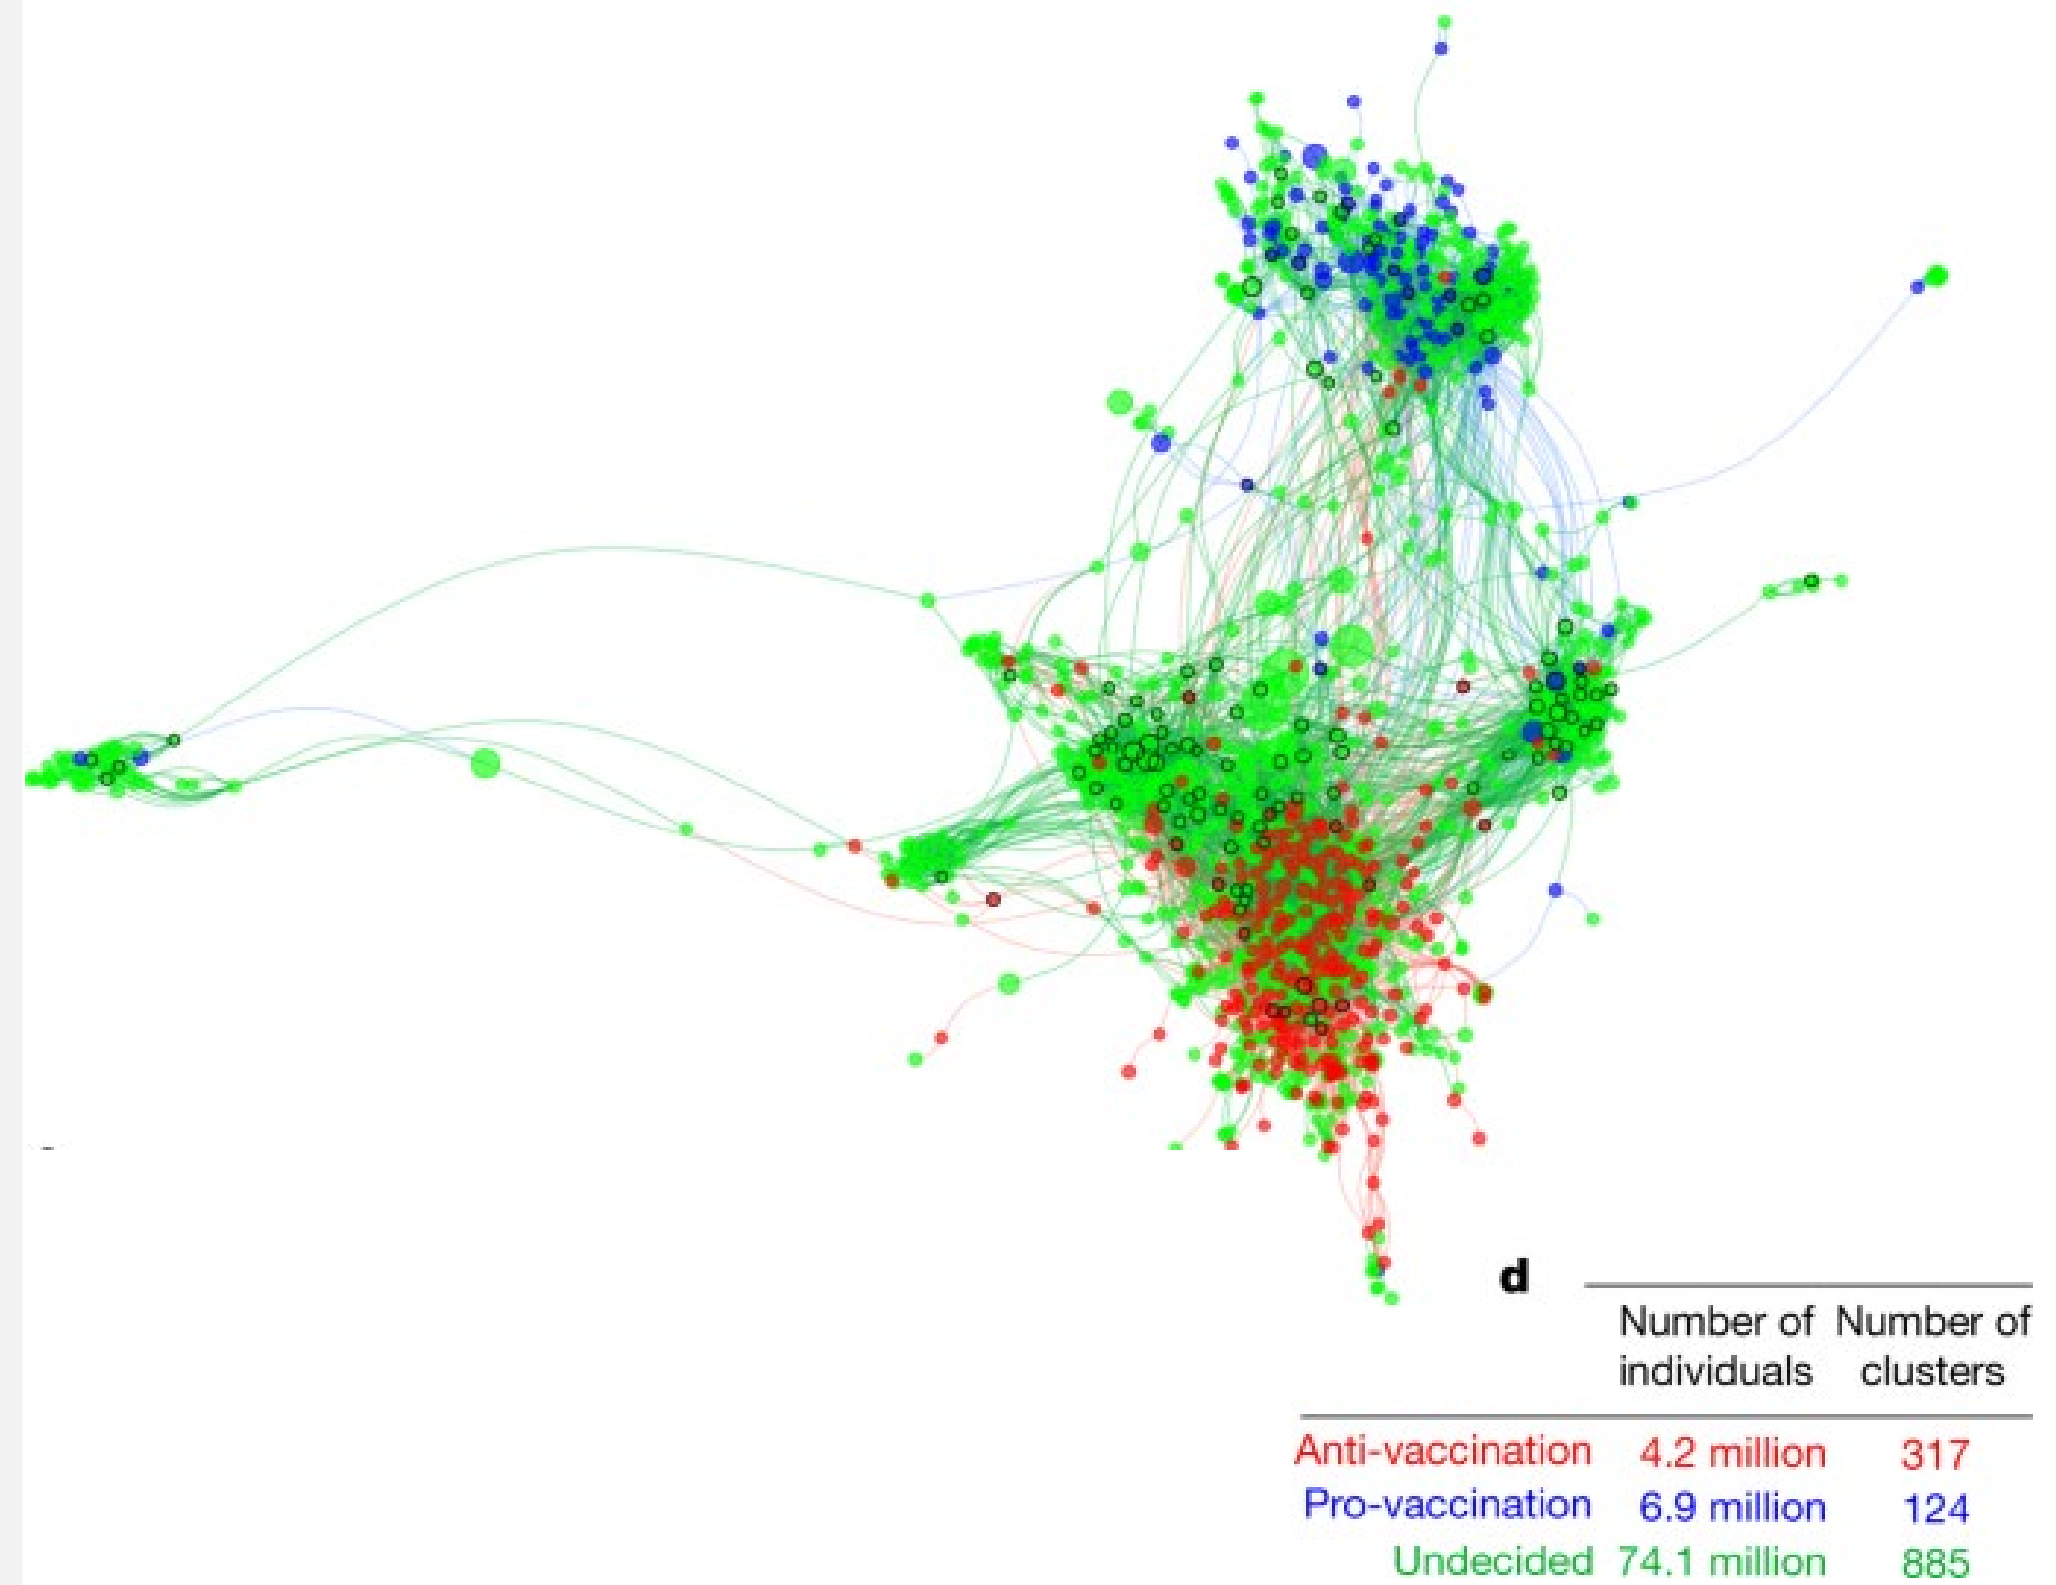 d
Number of Number of
individuals clusters
Anti-vaccination 4.2 million 317
Pro-vaccination 6.9 million 124
Undecided 74.1 million 885